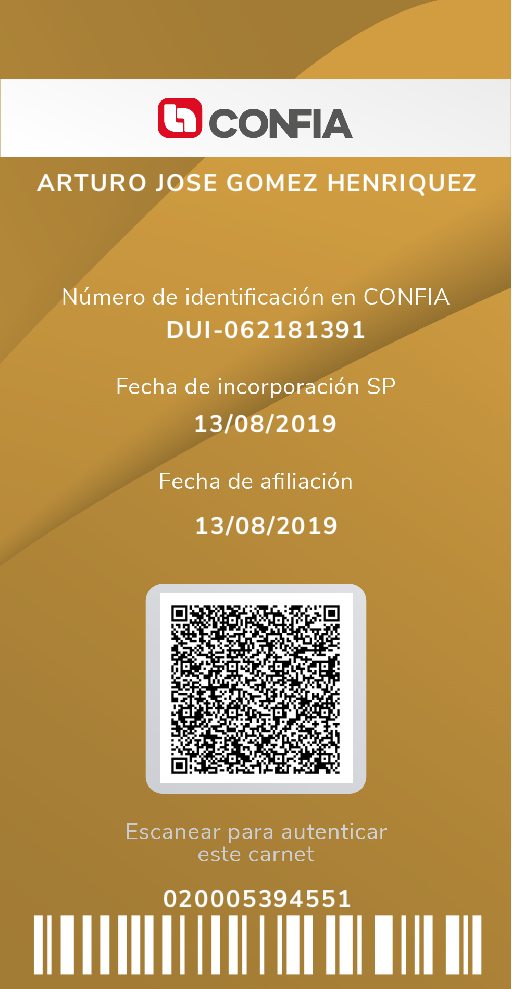 CONFIA
ARTURO JOSE GOMEZ HENRIQUEZ
Número de identificación en CONFIA
DUI-062181391
Fecha de incorporación SP
13/08/2019
Fecha de afiliación
13/08/2019
Escanear para autenticar
este carnet
020005394551